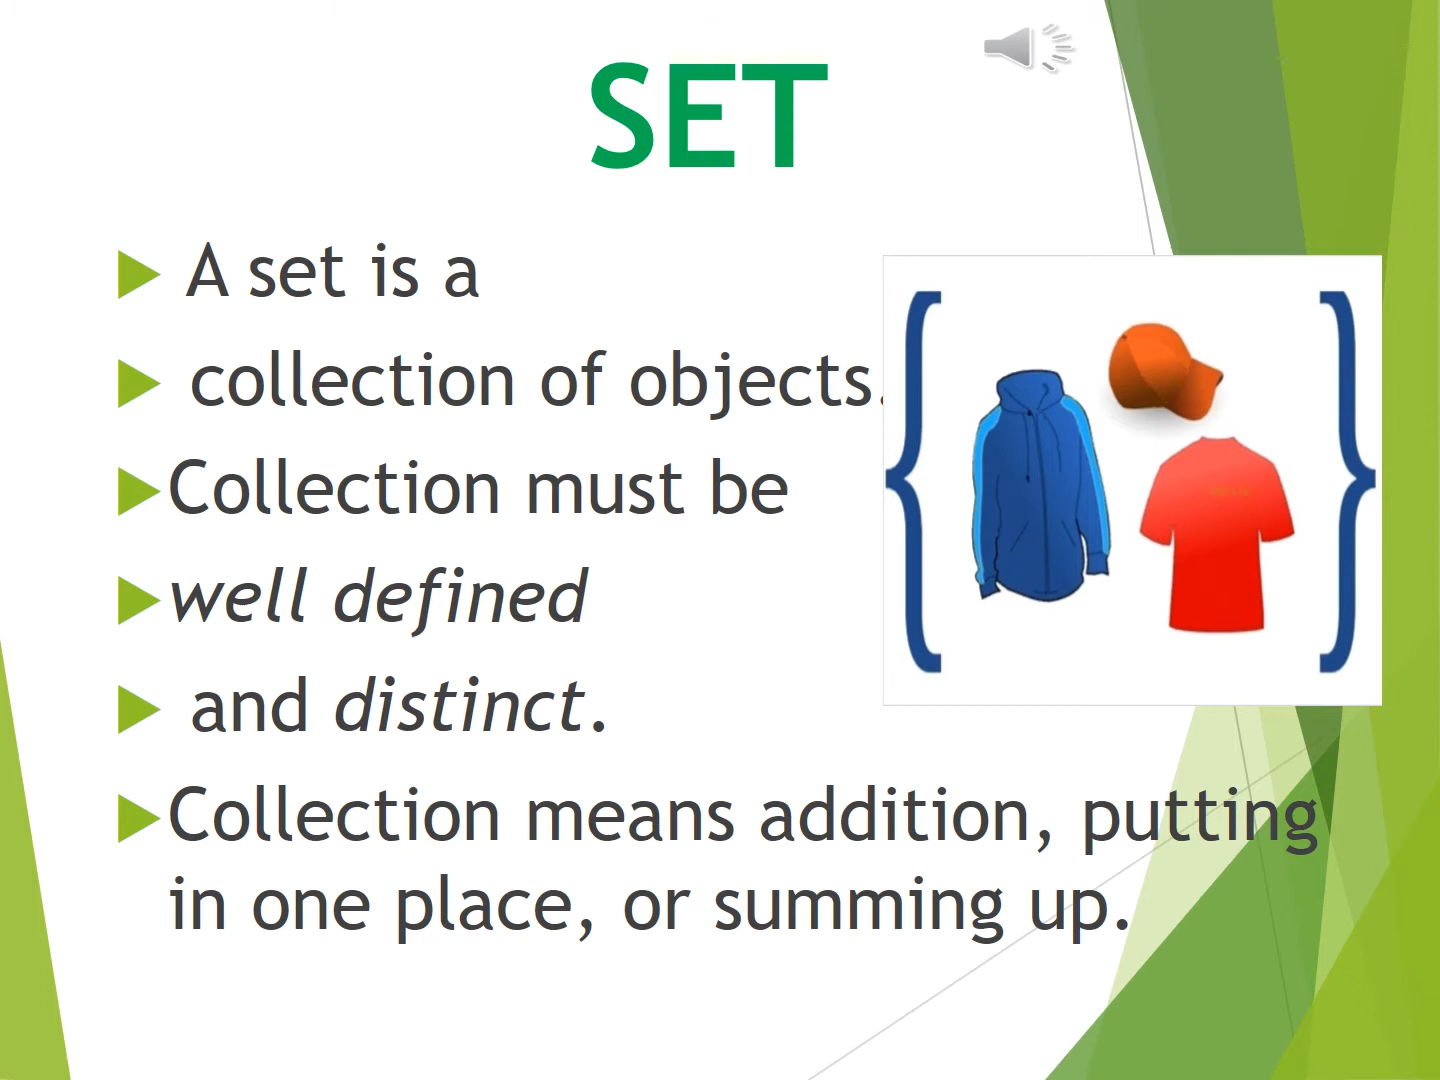 SET
A set is a
collection of objects.
Collection must be
well defined
and distinct.
Collection means addition, putting
in one place, or summing up.